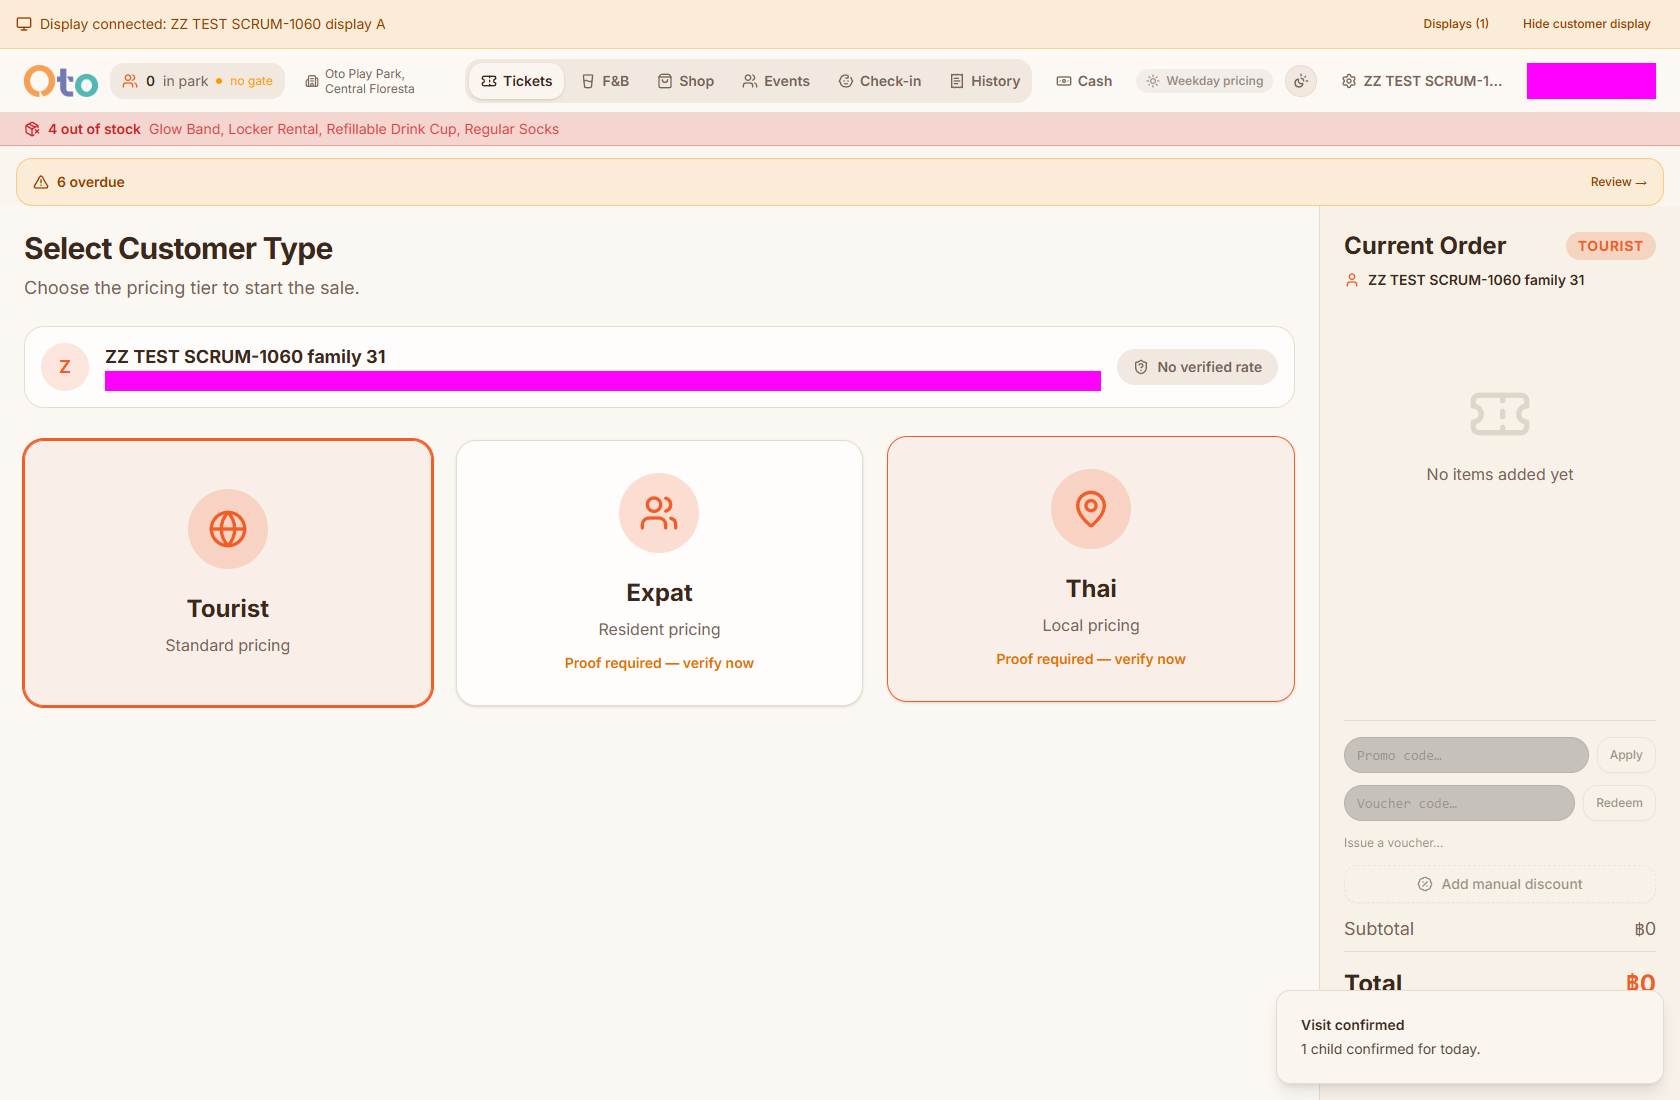 Display connected: ZZ TEST SCRUM-1060 display A
Displays (1)
Hide customer display
Oto
0 in park • no gate
Oto Play Park,
Central Floresta
Tickets
F&B
Shop
Events
Check-in
History
Cash
Weekday pricing
ZZ TEST SCRUM-1...
4 out of stock Glow Band, Locker Rental, Refillable Drink Cup, Regular Socks
6 overdue
Review →
Select Customer Type
Choose the pricing tier to start the sale.
Z
ZZ TEST SCRUM-1060 family 31
No verified rate
Tourist
Standard pricing
Expat
Resident pricing
Proof required — verify now
Thai
Local pricing
Proof required — verify now
Current Order
TOURIST
ZZ TEST SCRUM-1060 family 31
No items added yet
Promo code…
Apply
Voucher code…
Redeem
Issue a voucher...
Add manual discount
Subtotal
฿0
Total
฿0
Visit confirmed
1 child confirmed for today.